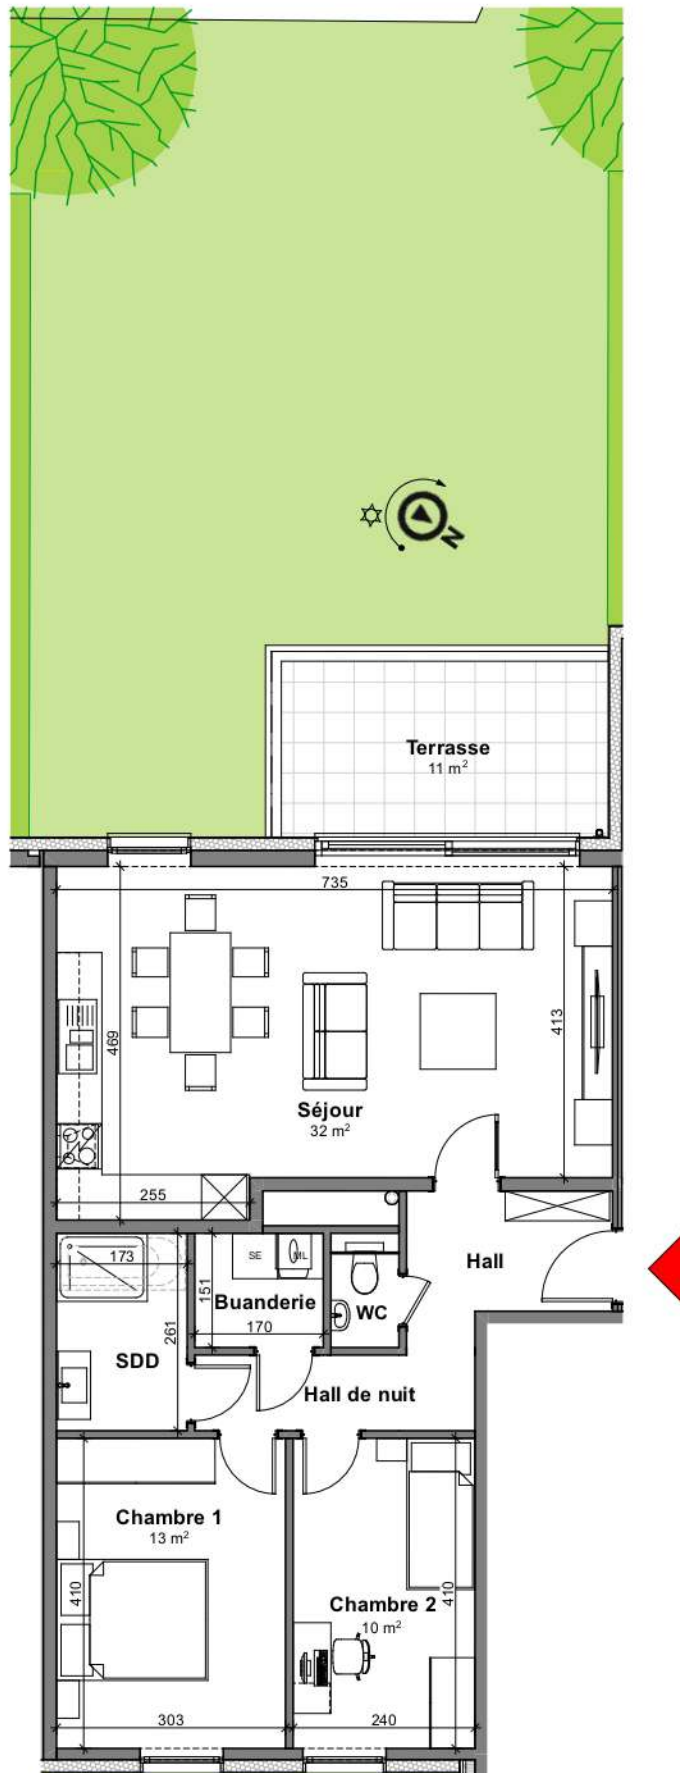 N
Terrasse
11 m²
735
469
413
Séjour
32 m²
255
173
SE
ML
Hall
151
Buanderie
WC
170
261
SDD
Hall de nuit
Chambre 1
13 m²
410
Chambre 2
10 m²
410
303
240